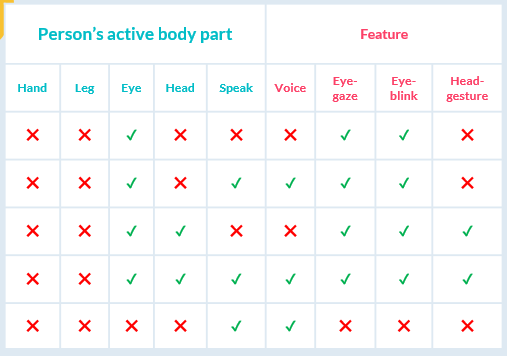 Person's active body part Feature
Hand Leg Eye Head Speak Voice Eye-gaze Eye-blink Head-gesture
✕ ✕ ✓ ✕ ✕ ✕ ✓ ✓ ✕
✕ ✕ ✓ ✕ ✓ ✓ ✓ ✓ ✕
✕ ✕ ✓ ✓ ✕ ✕ ✓ ✓ ✓
✕ ✕ ✓ ✓ ✓ ✓ ✓ ✓ ✓
✕ ✕ ✕ ✕ ✓ ✓ ✕ ✕ ✕